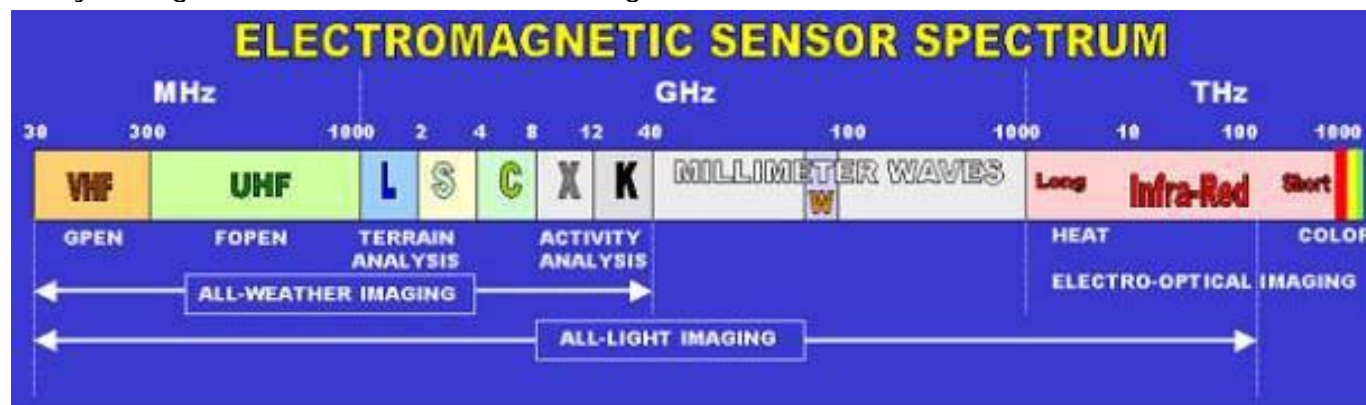 ELECTROMAGNETIC SENSOR SPECTRUM
MHz GHz THz
30 300 1000 2 4 8 12 40 100 1000 10 100 1000
VHF UHF L S C X K MILLIMETER WAVES Long Infra-Red Short
W
GPEN FOPEN TERRAIN ACTIVITY HEAT COLOR
ANALYSIS ANALYSIS
ALL-WEATHER IMAGING ELECTRO-OPTICAL IMAGING
ALL-LIGHT IMAGING